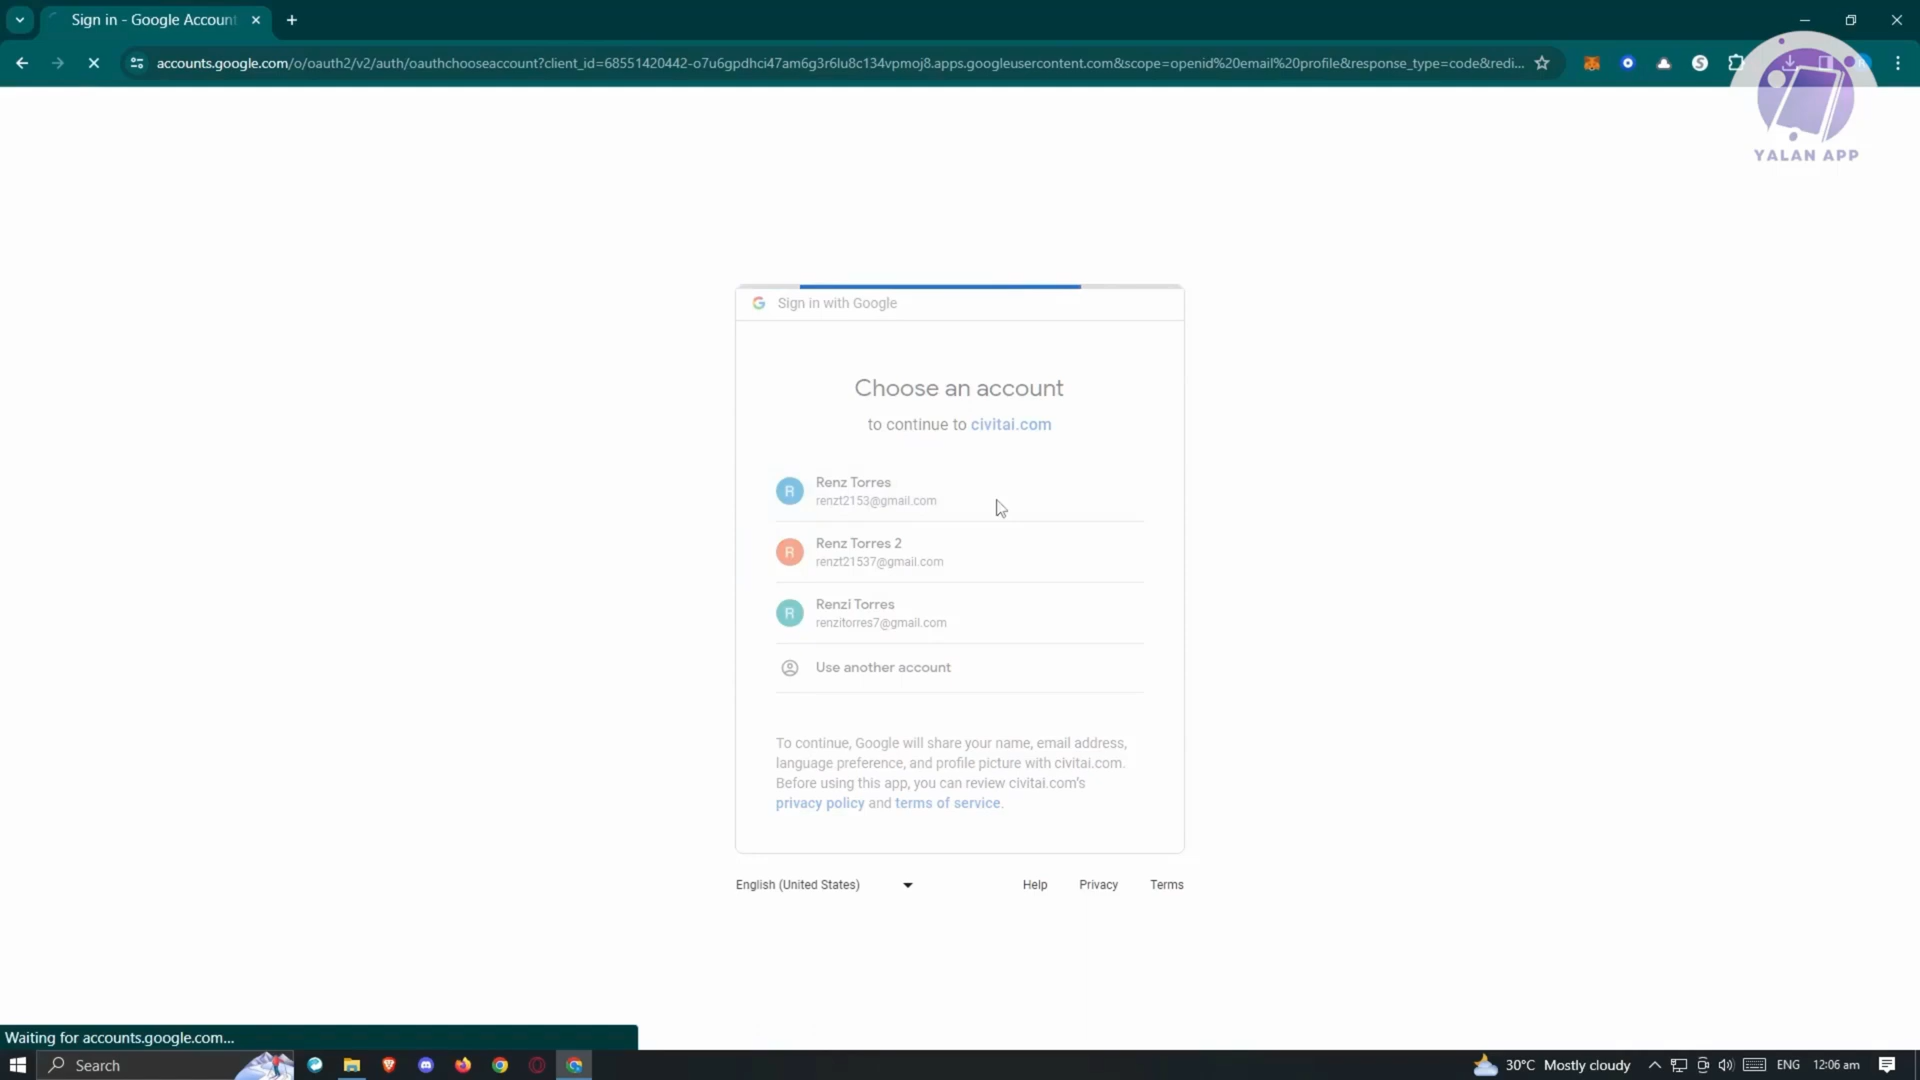 Sign in - Google Account
accounts.google.com/o/oauth2/v2/auth/oauthchooseaccount?client_id=68551420442-o7u6gpdhci47am6g3r6lu8c134vpmoj8.apps.googleusercontent.com&scope=openid%20email%20profile&response_type=code&redi...
YALAN APP
Sign in with Google
Choose an account
to continue to civitai.com
R
Renz Torres
renzt2153@gmail.com
R
Renz Torres 2
renzt21537@gmail.com
R
Renzi Torres
renzitorres7@gmail.com
Use another account
To continue, Google will share your name, email address,
language preference, and profile picture with civitai.com.
Before using this app, you can review civitai.com's
privacy policy and terms of service.
English (United States)
Help Privacy Terms
Waiting for accounts.google.com...
Search
30°C Mostly cloudy
ENG
12:06 am